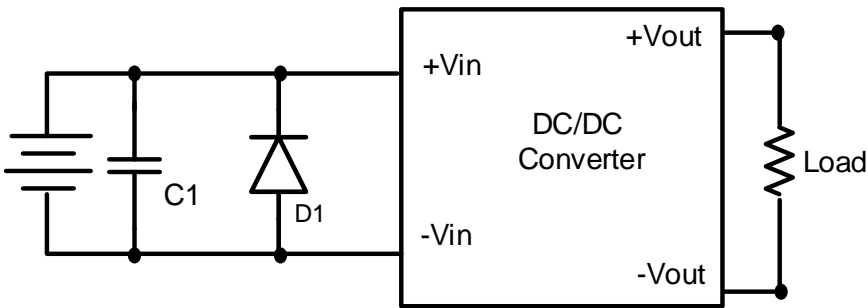 +Vout
+Vin
DC/DC
Converter
Load
C1
D1
-Vin
-Vout